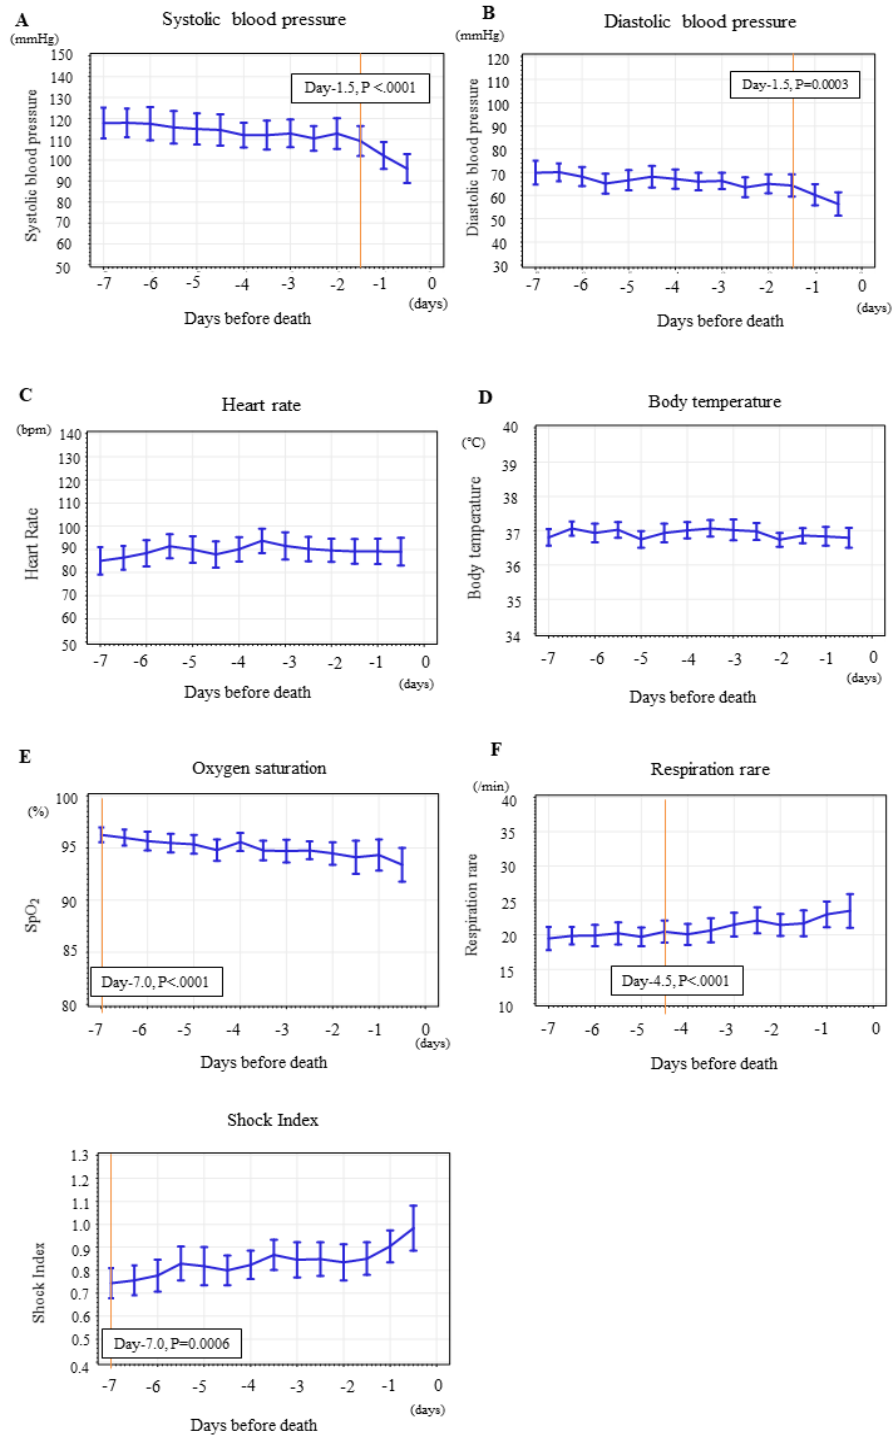 A
Systolic blood pressure
(mmHg)
150
140
130
120
110
100
90
80
70
60
50
Systolic blood pressure
Day-1.5, P <.0001
-7 -6 -5 -4 -3 -2 -1 0
(days)
Days before death
B
Diastolic blood pressure
(mmHg)
120
110
100
90
80
70
60
50
40
30
Diastolic blood pressure
Day-1.5, P=0.0003
-7 -6 -5 -4 -3 -2 -1 0
(days)
Days before death
C
Heart rate
(bpm)
140
130
120
110
100
90
80
70
60
50
Heart Rate
-7 -6 -5 -4 -3 -2 -1 0
(days)
Days before death
D
Body temperature
(°C)
40
39
38
37
36
35
34
Body temperature
-7 -6 -5 -4 -3 -2 -1 0
(days)
Days before death
E
Oxygen saturation
(%)
100
95
90
85
80
SpO2
Day-7.0, P<.0001
-7 -6 -5 -4 -3 -2 -1 0
(days)
Days before death
F
Respiration rare
(/min)
40
35
30
25
20
15
10
Respiration rare
Day-4.5, P<.0001
-7 -6 -5 -4 -3 -2 -1 0
Days before death
Shock Index
1.3
1.2
1.1
1.0
0.9
0.8
0.7
0.6
0.5
0.4
Shock Index
Day-7.0, P=0.0006
-7 -6 -5 -4 -3 -2 -1 0
(days)
Days before death